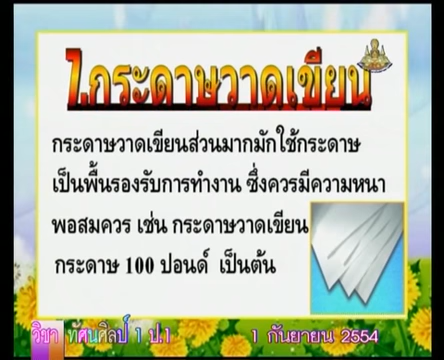 1.กระดาษวาดเขียน
กระดาษวาดเขียนส่วนมากมักใช้กระดาษ
เป็นพื้นรองรับการทำงาน ซึ่งควรมีความหนา
พอสมควร เช่น กระดาษวาดเขียน
กระดาษ 100 ปอนด์ เป็นต้น
วิชา ทัศนศิลป์ 1 ป.1
1 กันยายน 2554